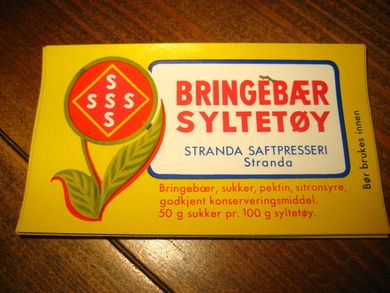 S
SSS
S
BRINGEBÆR
SYLTETØY
STRANDA SAFTPRESSERI
Stranda
Bringebær, sukker, pektin, sitronsyre,
godkjent konserveringsmiddel.
50 g sukker pr. 100 g syltetøy.
Bør brukes innen